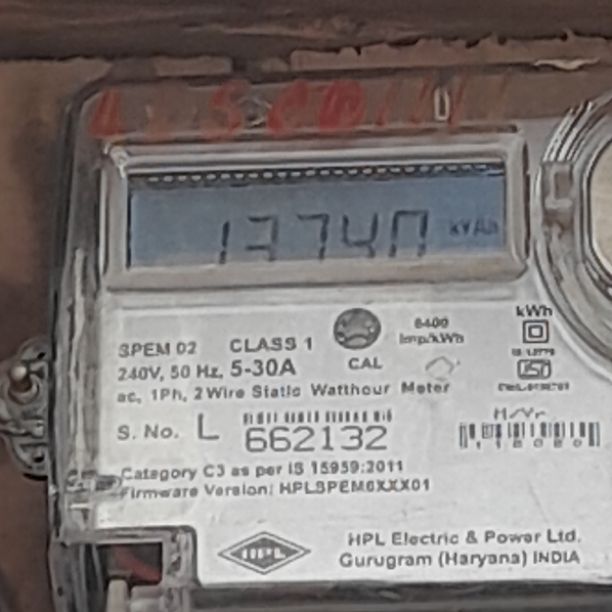 13740 kVAh
SPEM 02 CLASS 1 CAL
6400
Imp/kWh
kWh
240V, 50 Hz, 5-30A
ac, 1Ph, 2 Wire Static Watthour Meter
S. No. L 662132
M/Yr
Category C3 as per IS 15959:2011
Firmware Version: HPLSPEM6XXX01
HPL
HPL Electric & Power Ltd.
Gurugram (Haryana) INDIA